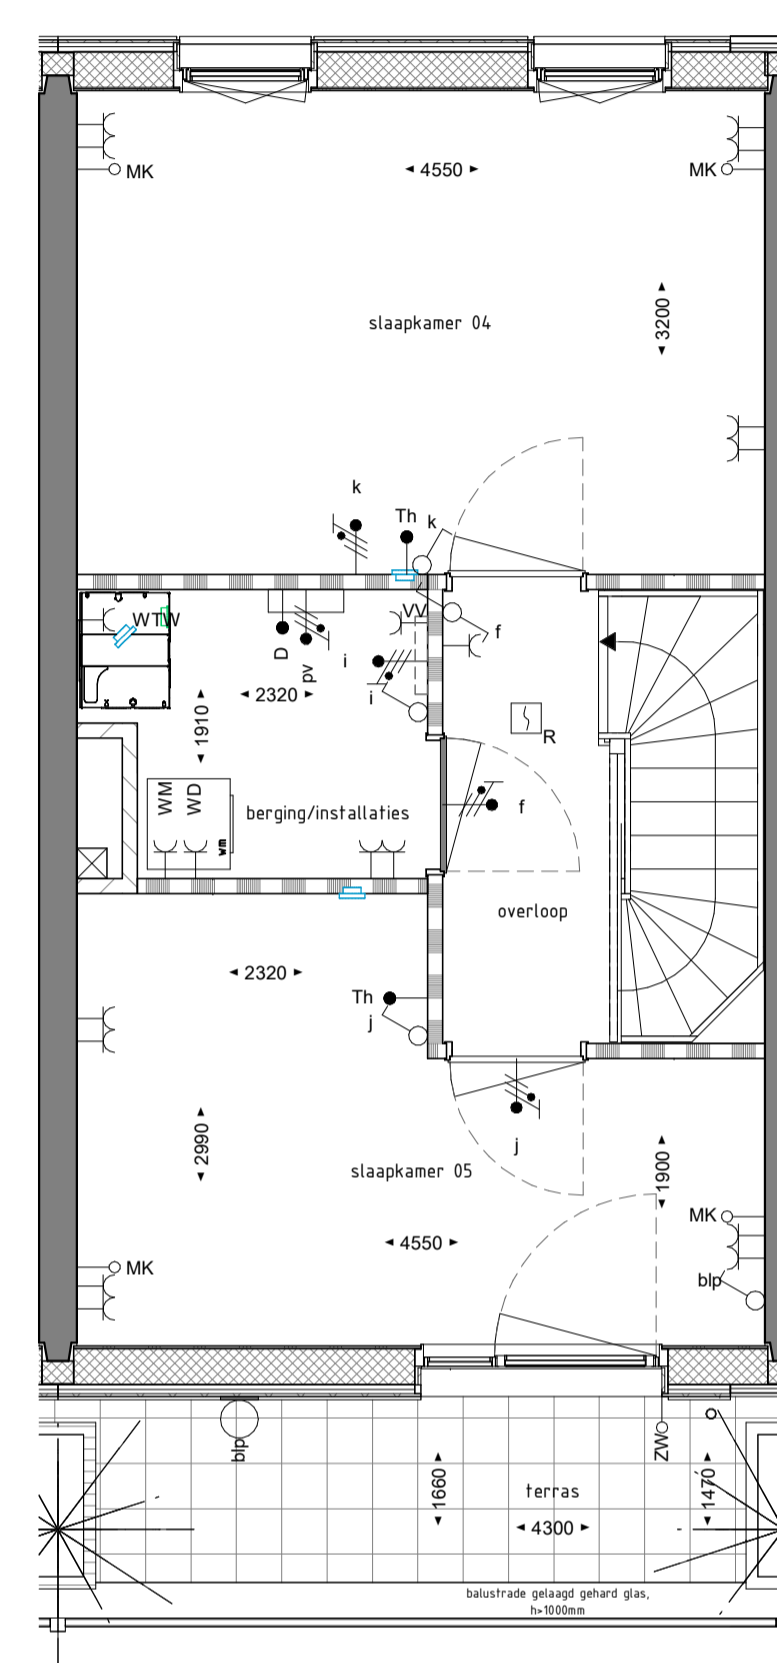 MK
4550
MK
3200
slaapkamer 04
k
Th
k
WTW
VV
f
D
pv
i
i
2320
1910
R
WM
WD
wm
berging/installaties
f
overloop
2320
Th
j
j
2990
slaapkamer 05
1900
MK
4550
MK
blp
blp
ZW
1660
terras
1470
4300
balustrade gelaagd gehard glas,
h>1000mm